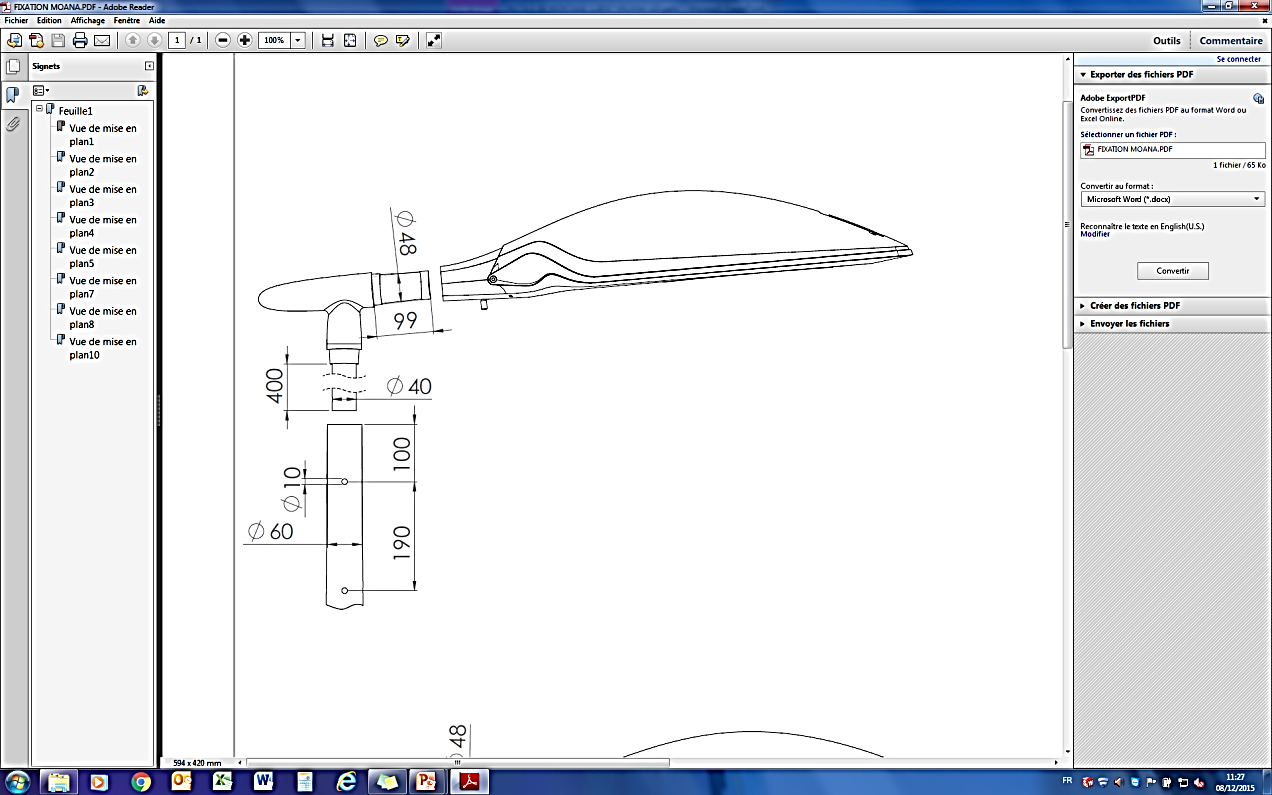 FIXATION MOANA.PDF - Adobe Reader
Fichier Edition Affichage Fenêtre Aide
1 / 1 100% Outils Commentaire
Se connecter
Signets
Feuille1
Vue de mise en
plan1
Vue de mise en
plan2
Vue de mise en
plan3
Vue de mise en
plan4
Vue de mise en
plan5
Vue de mise en
plan7
Vue de mise en
plan8
Vue de mise en
plan10
∅ 48
99
400
∅ 40
100
∅ 10
∅ 60
190
48
594 x 420 mm
Exporter des fichiers PDF
Adobe ExportPDF
Convertissez des fichiers PDF au format Word ou
Excel Online.
Sélectionner un fichier PDF :
FIXATION MOANA.PDF
1 fichier / 65 Ko
Convertir au format :
Microsoft Word (*.docx)
Reconnaître le texte en English(U.S.)
Modifier
Convertir
Créer des fichiers PDF
Envoyer les fichiers
FR
11:27
08/12/2015